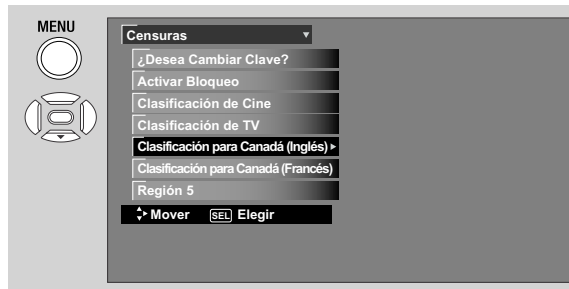 MENU
Censuras
¿Desea Cambiar Clave?
Activar Bloqueo
Clasificación de Cine
Clasificación de TV
Clasificación para Canadá (Inglés)
Clasificación para Canadá (Francés)
Región 5
Mover SEL Elegir